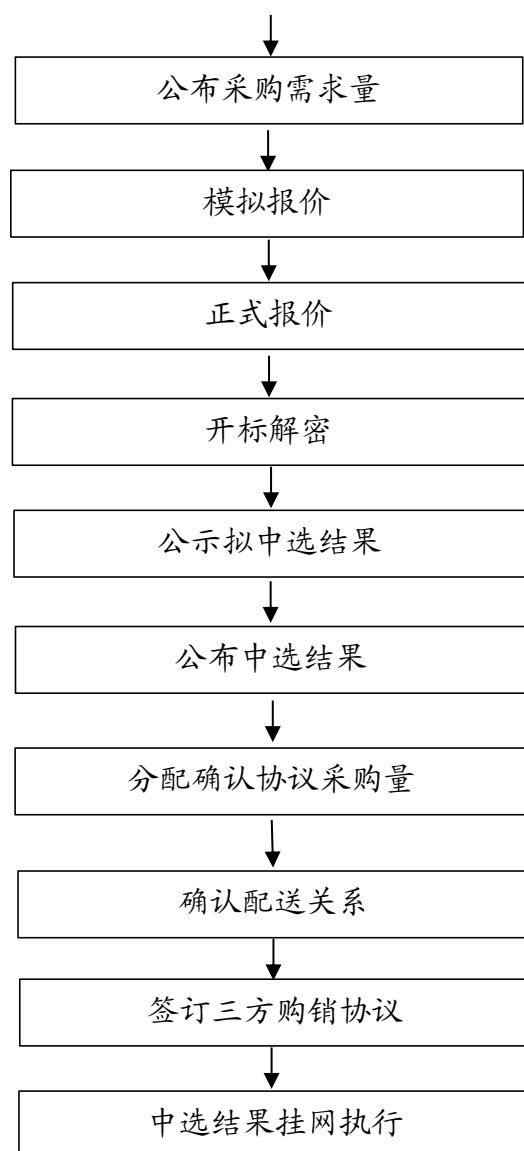 公布采购需求量
模拟报价
正式报价
开标解密
公示拟中选结果
公布中选结果
分配确认协议采购量
确认配送关系
签订三方购销协议
中选结果挂网执行